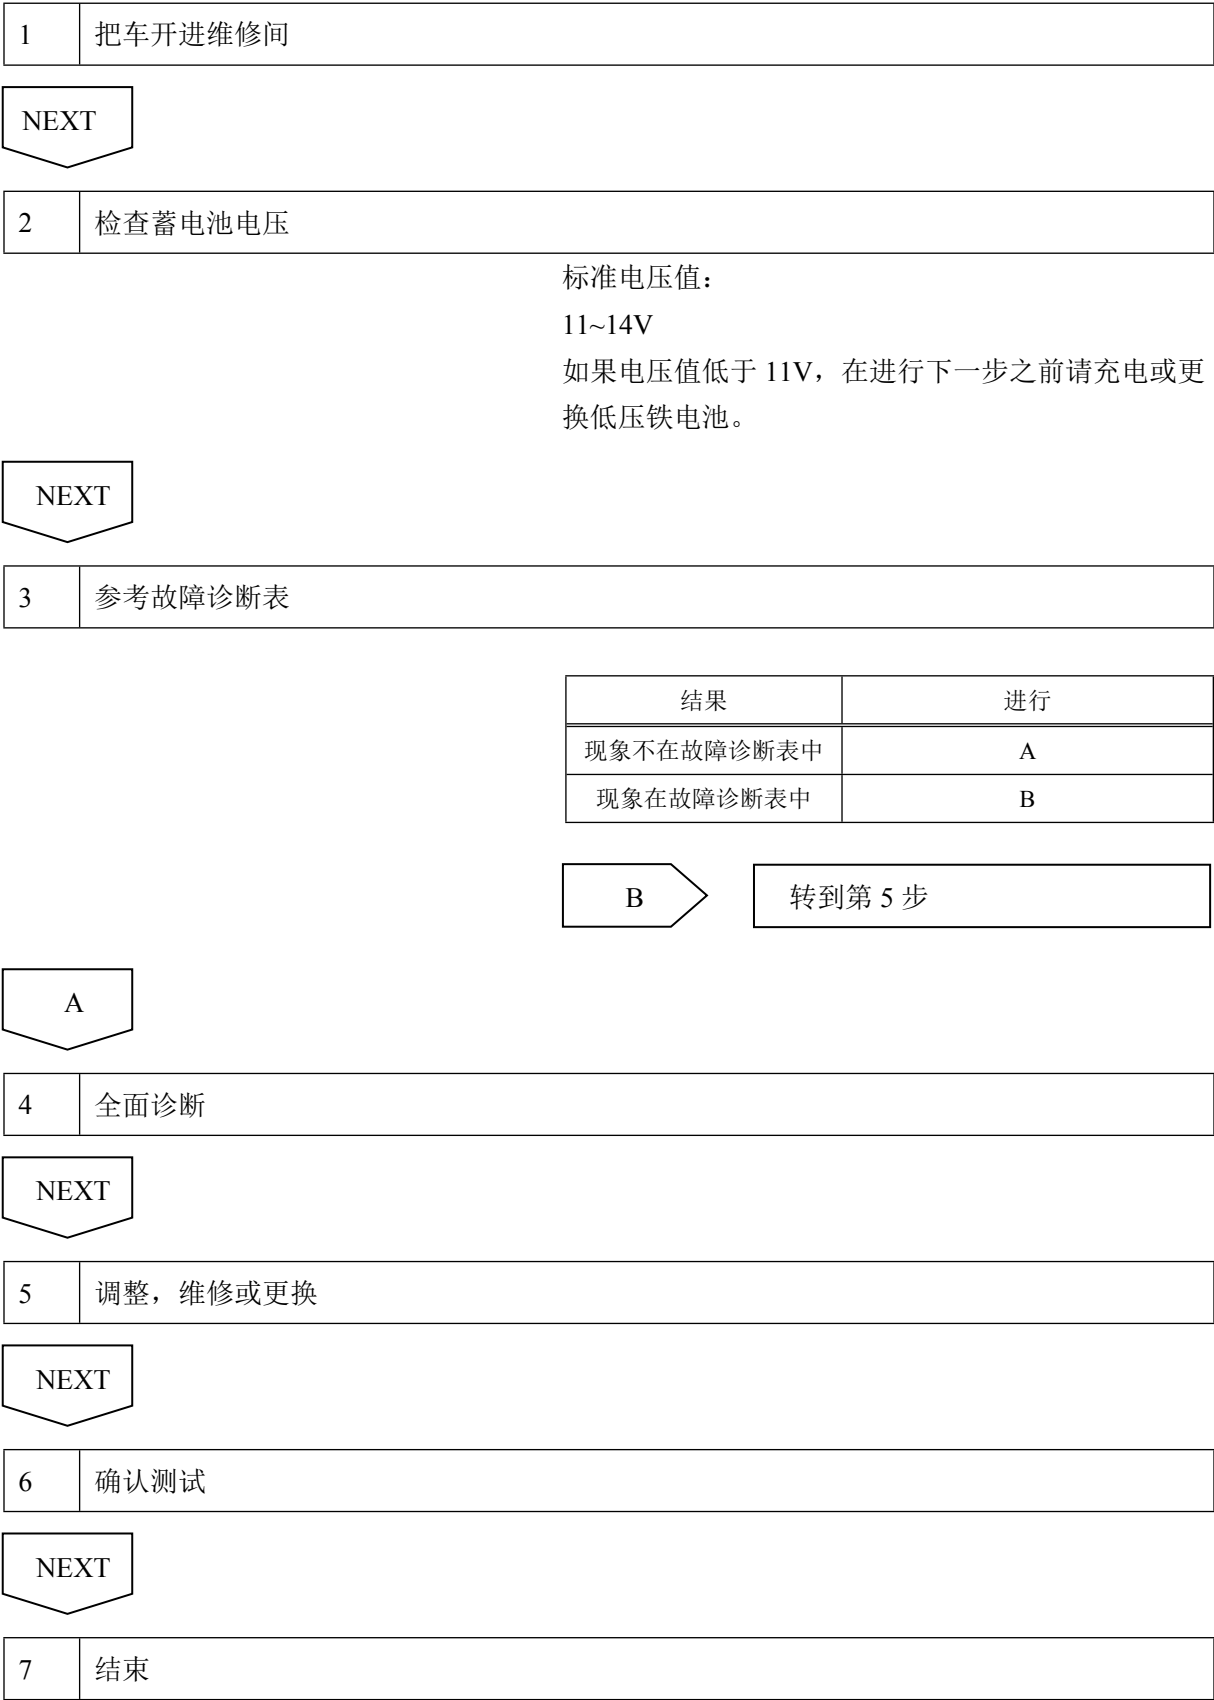 1 把车开进维修间
NEXT
2 检查蓄电池电压
标准电压值：
11~14V
如果电压值低于 11V，在进行下一步之前请充电或更
换低压铁电池。
NEXT
3 参考故障诊断表
结果 进行
现象不在故障诊断表中 A
现象在故障诊断表中 B
B 转到第 5 步
A
4 全面诊断
NEXT
5 调整，维修或更换
NEXT
6 确认测试
NEXT
7 结束